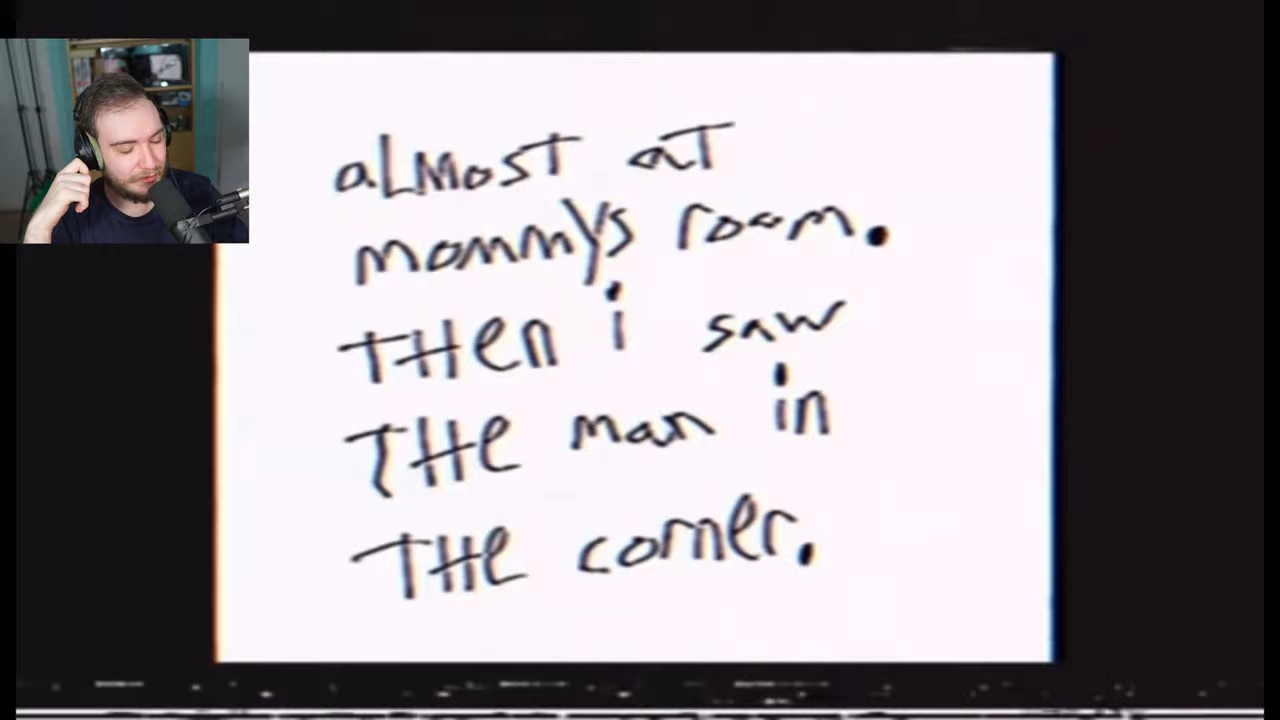 aLMosT aT
mommys room.
THen i saw
THe man in
THe corner.